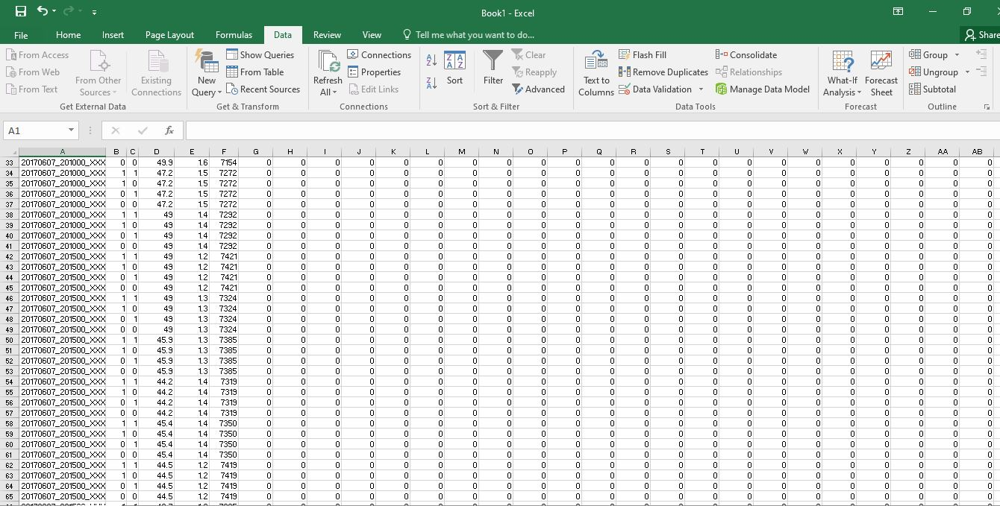 Book1 - Excel
File Home Insert Page Layout Formulas Data Review View Tell me what you want to do... Share
From Access
From Web
From Text
From Other Sources
Existing Connections
Get External Data
New Query
Show Queries
From Table
Recent Sources
Get & Transform
Refresh All
Connections
Properties
Edit Links
Connections
Sort
Filter
Clear
Reapply
Advanced
Sort & Filter
Text to Columns
Flash Fill
Remove Duplicates
Data Validation
Consolidate
Relationships
Manage Data Model
Data Tools
What-If Analysis
Forecast Sheet
Forecast
Group
Ungroup
Subtotal
Outline
A1 fx
A B C D E F G H I J K L M N O P Q R S T U V W X Y Z AA AB
33 20170607_201000_XXX 0 0 49.9 1.6 7154 0 0 0 0 0 0 0 0 0 0 0 0 0 0 0 0 0 0 0 0 0 0
34 20170607_201000_XXX 1 1 47.2 1.5 7272 0 0 0 0 0 0 0 0 0 0 0 0 0 0 0 0 0 0 0 0 0 0
35 20170607_201000_XXX 1 0 47.2 1.5 7272 0 0 0 0 0 0 0 0 0 0 0 0 0 0 0 0 0 0 0 0 0 0
36 20170607_201000_XXX 0 1 47.2 1.5 7272 0 0 0 0 0 0 0 0 0 0 0 0 0 0 0 0 0 0 0 0 0 0
37 20170607_201000_XXX 0 0 47.2 1.5 7272 0 0 0 0 0 0 0 0 0 0 0 0 0 0 0 0 0 0 0 0 0 0
38 20170607_201000_XXX 1 1 49 1.4 7292 0 0 0 0 0 0 0 0 0 0 0 0 0 0 0 0 0 0 0 0 0 0
39 20170607_201000_XXX 1 0 49 1.4 7292 0 0 0 0 0 0 0 0 0 0 0 0 0 0 0 0 0 0 0 0 0 0
40 20170607_201000_XXX 0 1 49 1.4 7292 0 0 0 0 0 0 0 0 0 0 0 0 0 0 0 0 0 0 0 0 0 0
41 20170607_201000_XXX 0 0 49 1.4 7292 0 0 0 0 0 0 0 0 0 0 0 0 0 0 0 0 0 0 0 0 0 0
42 20170607_201500_XXX 1 1 49 1.2 7421 0 0 0 0 0 0 0 0 0 0 0 0 0 0 0 0 0 0 0 0 0 0
43 20170607_201500_XXX 1 0 49 1.2 7421 0 0 0 0 0 0 0 0 0 0 0 0 0 0 0 0 0 0 0 0 0 0
44 20170607_201500_XXX 0 1 49 1.2 7421 0 0 0 0 0 0 0 0 0 0 0 0 0 0 0 0 0 0 0 0 0 0
45 20170607_201500_XXX 0 0 49 1.2 7421 0 0 0 0 0 0 0 0 0 0 0 0 0 0 0 0 0 0 0 0 0 0
46 20170607_201500_XXX 1 1 49 1.3 7324 0 0 0 0 0 0 0 0 0 0 0 0 0 0 0 0 0 0 0 0 0 0
47 20170607_201500_XXX 1 0 49 1.3 7324 0 0 0 0 0 0 0 0 0 0 0 0 0 0 0 0 0 0 0 0 0 0
48 20170607_201500_XXX 0 1 49 1.3 7324 0 0 0 0 0 0 0 0 0 0 0 0 0 0 0 0 0 0 0 0 0 0
49 20170607_201500_XXX 0 0 49 1.3 7324 0 0 0 0 0 0 0 0 0 0 0 0 0 0 0 0 0 0 0 0 0 0
50 20170607_201500_XXX 1 1 45.9 1.3 7385 0 0 0 0 0 0 0 0 0 0 0 0 0 0 0 0 0 0 0 0 0 0
51 20170607_201500_XXX 1 0 45.9 1.3 7385 0 0 0 0 0 0 0 0 0 0 0 0 0 0 0 0 0 0 0 0 0 0
52 20170607_201500_XXX 0 1 45.9 1.3 7385 0 0 0 0 0 0 0 0 0 0 0 0 0 0 0 0 0 0 0 0 0 0
53 20170607_201500_XXX 0 0 45.9 1.3 7385 0 0 0 0 0 0 0 0 0 0 0 0 0 0 0 0 0 0 0 0 0 0
54 20170607_201500_XXX 1 1 44.2 1.4 7319 0 0 0 0 0 0 0 0 0 0 0 0 0 0 0 0 0 0 0 0 0 0
55 20170607_201500_XXX 1 0 44.2 1.4 7319 0 0 0 0 0 0 0 0 0 0 0 0 0 0 0 0 0 0 0 0 0 0
56 20170607_201500_XXX 0 1 44.2 1.4 7319 0 0 0 0 0 0 0 0 0 0 0 0 0 0 0 0 0 0 0 0 0 0
57 20170607_201500_XXX 0 0 44.2 1.4 7319 0 0 0 0 0 0 0 0 0 0 0 0 0 0 0 0 0 0 0 0 0 0
58 20170607_201500_XXX 1 1 45.4 1.4 7350 0 0 0 0 0 0 0 0 0 0 0 0 0 0 0 0 0 0 0 0 0 0
59 20170607_201500_XXX 1 0 45.4 1.4 7350 0 0 0 0 0 0 0 0 0 0 0 0 0 0 0 0 0 0 0 0 0 0
60 20170607_201500_XXX 0 1 45.4 1.4 7350 0 0 0 0 0 0 0 0 0 0 0 0 0 0 0 0 0 0 0 0 0 0
61 20170607_201500_XXX 0 0 45.4 1.4 7350 0 0 0 0 0 0 0 0 0 0 0 0 0 0 0 0 0 0 0 0 0 0
62 20170607_201500_XXX 1 1 44.5 1.2 7419 0 0 0 0 0 0 0 0 0 0 0 0 0 0 0 0 0 0 0 0 0 0
63 20170607_201500_XXX 1 0 44.5 1.2 7419 0 0 0 0 0 0 0 0 0 0 0 0 0 0 0 0 0 0 0 0 0 0
64 20170607_201500_XXX 0 1 44.5 1.2 7419 0 0 0 0 0 0 0 0 0 0 0 0 0 0 0 0 0 0 0 0 0 0
65 20170607_201500_XXX 0 0 44.5 1.2 7419 0 0 0 0 0 0 0 0 0 0 0 0 0 0 0 0 0 0 0 0 0 0